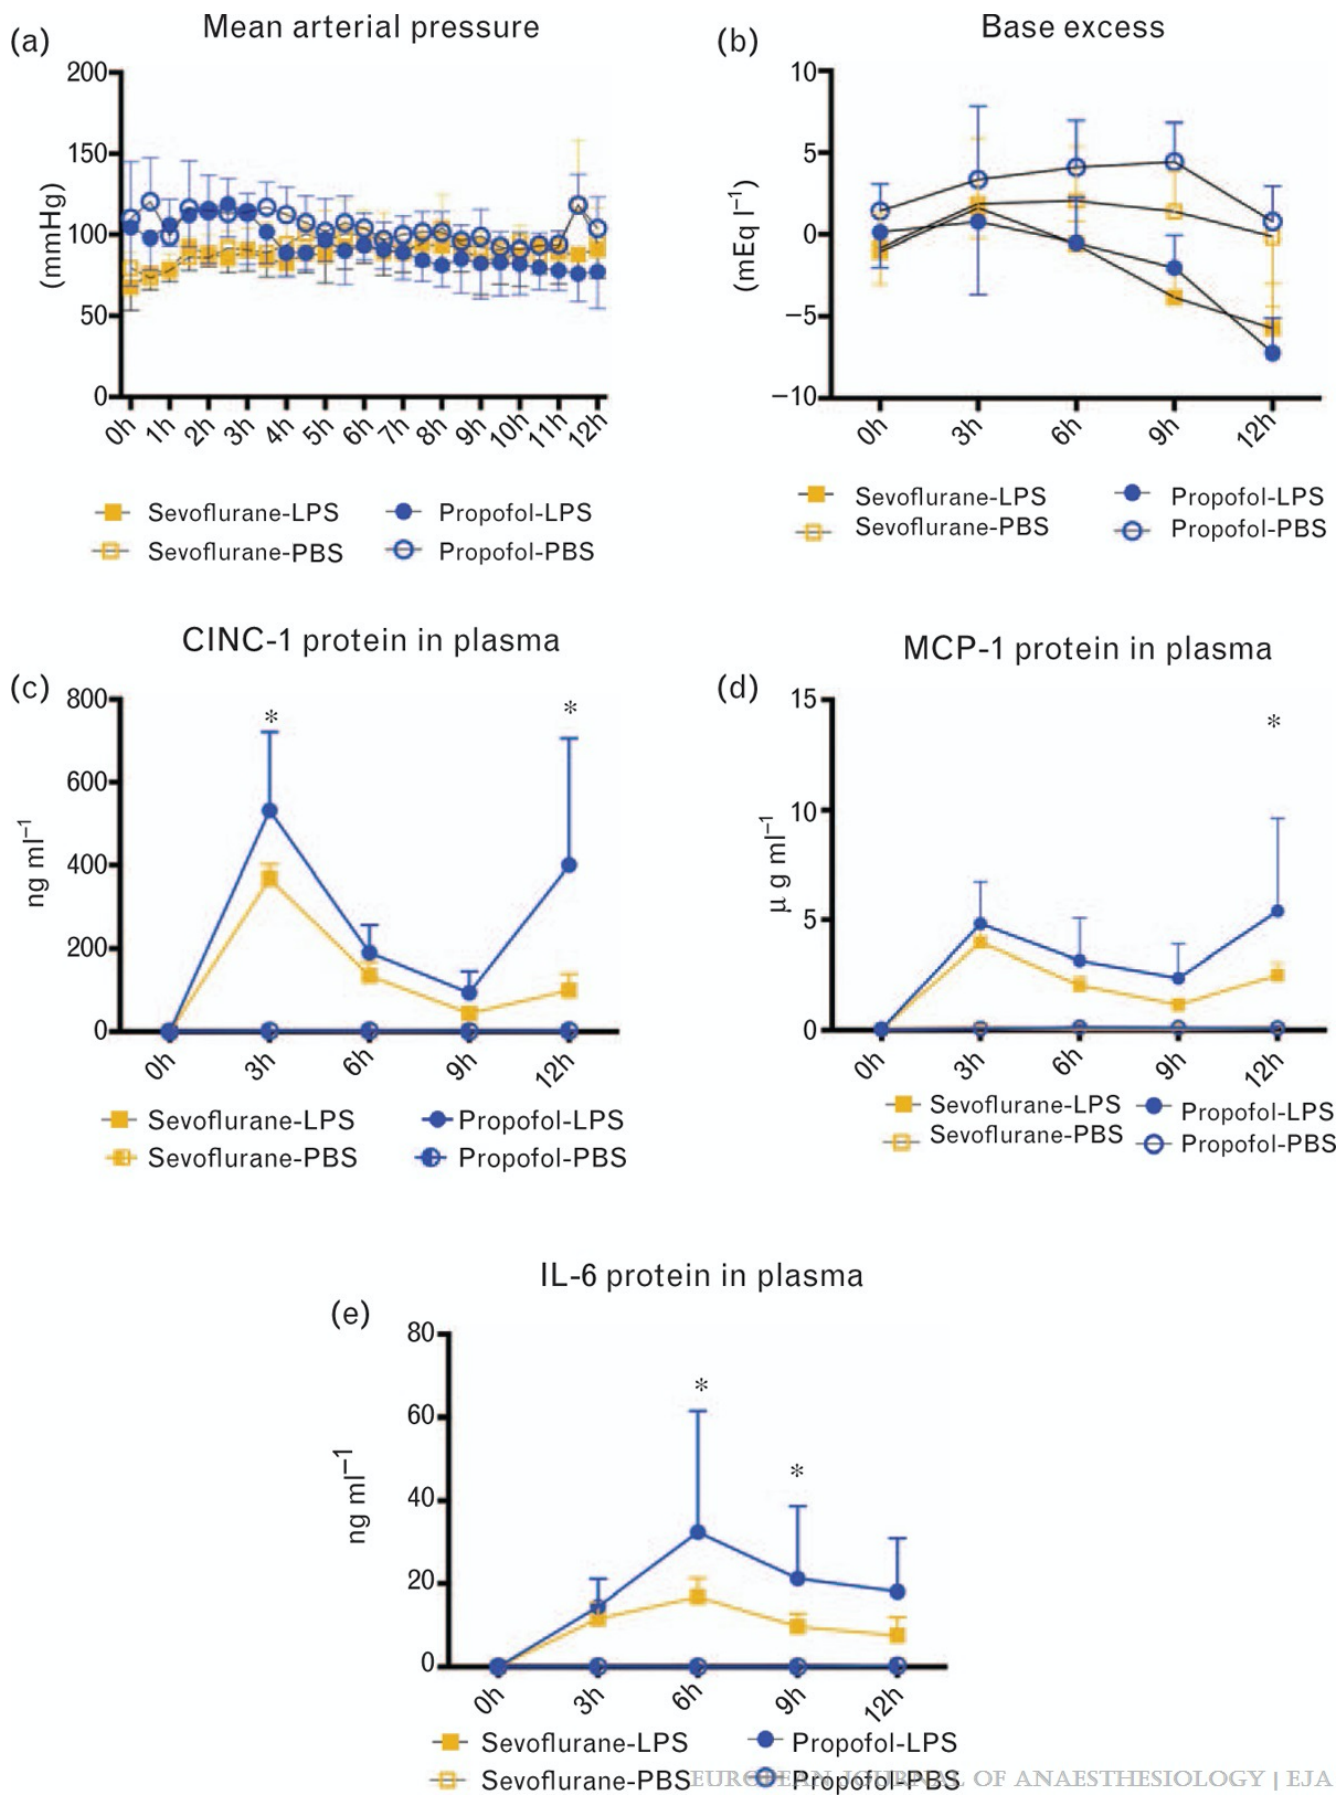 (a)
Mean arterial pressure
(mmHg)
200
150
100
50
0
0h 1h 2h 3h 4h 5h 6h 7h 8h 9h 10h 11h 12h
Sevoflurane-LPS Propofol-LPS
Sevoflurane-PBS Propofol-PBS
(b)
Base excess
(mEq l⁻¹)
10
5
0
−5
−10
0h 3h 6h 9h 12h
Sevoflurane-LPS Propofol-LPS
Sevoflurane-PBS Propofol-PBS
CINC-1 protein in plasma
(c)
ng ml⁻¹
800
600
400
200
0
* *
0h 3h 6h 9h 12h
Sevoflurane-LPS Propofol-LPS
Sevoflurane-PBS Propofol-PBS
MCP-1 protein in plasma
(d)
μ g ml⁻¹
15
10
5
0
*
0h 3h 6h 9h 12h
Sevoflurane-LPS Propofol-LPS
Sevoflurane-PBS Propofol-PBS
IL-6 protein in plasma
(e)
ng ml⁻¹
80
60
40
20
0
* *
0h 3h 6h 9h 12h
Sevoflurane-LPS Propofol-LPS
Sevoflurane-PBS Propofol-PBS
EUROPEAN JOURNAL OF ANAESTHESIOLOGY | EJA